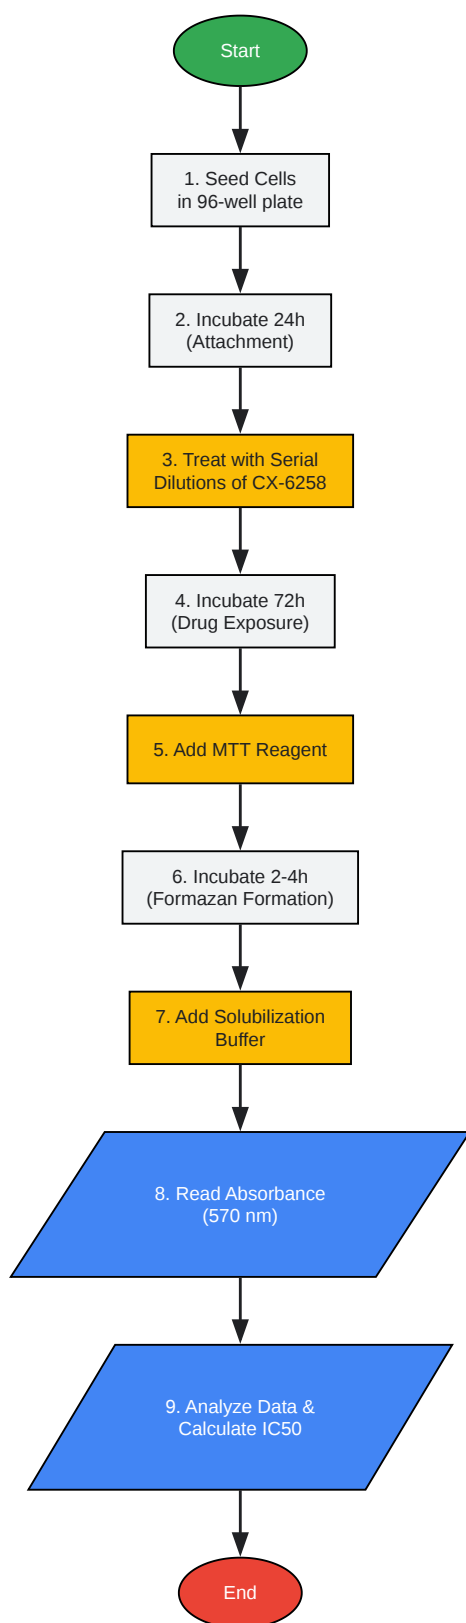 Start
1. Seed Cells
in 96-well plate
2. Incubate 24h
(Attachment)
3. Treat with Serial
Dilutions of CX-6258
4. Incubate 72h
(Drug Exposure)
5. Add MTT Reagent
6. Incubate 2-4h
(Formazan Formation)
7. Add Solubilization
Buffer
8. Read Absorbance
(570 nm)
9. Analyze Data &
Calculate IC50
End